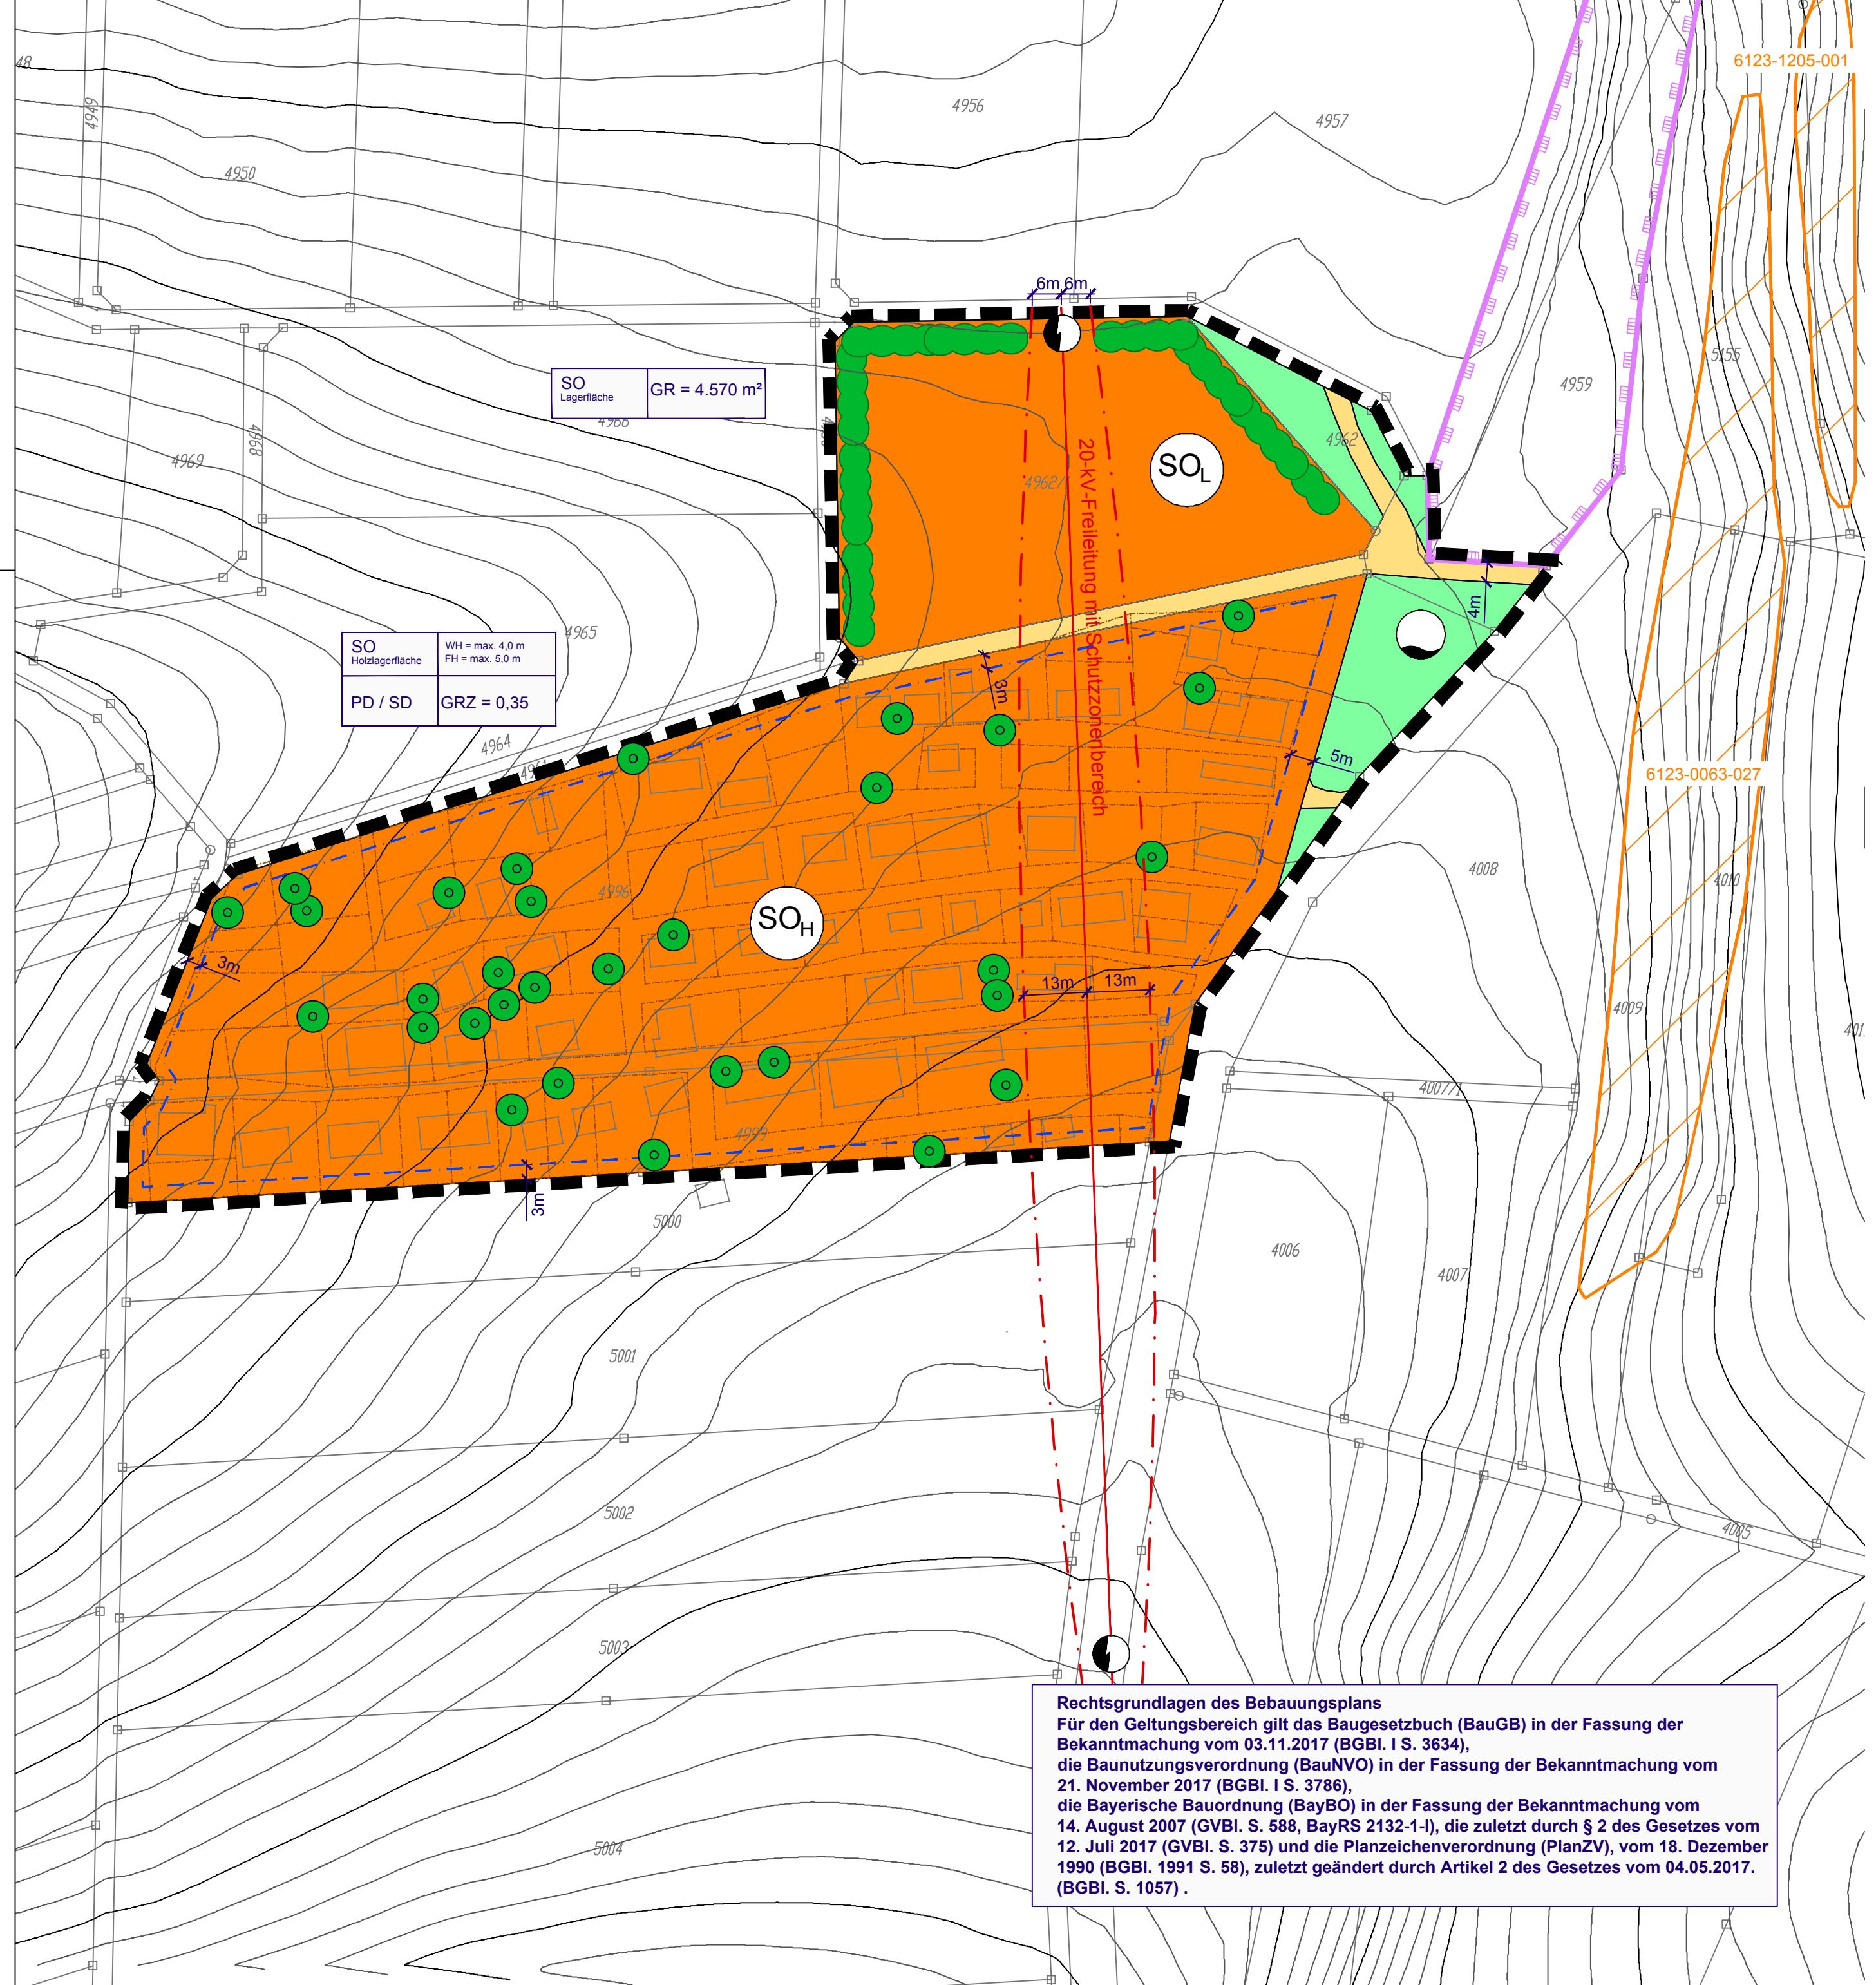 48
4949
4950
4956
4957
6123-1205-001
6m 6m
5155
4959
SO
Lagerfläche
GR = 4.570 m²
4968
4969
4962
SO L
4962/1
20-kV-Freileitung mit Schutzzonenbereich
4m
4965
SO
Holzlagerfläche
WH = max. 4,0 m
FH = max. 5,0 m
PD / SD
GRZ = 0,35
3m
4964
5m
6123-0063-027
4008
4010
4996
SO H
3m
13m
13m
4009
4007/1
4999
3m
5000
4006
4007
5001
5002
4005
5003
5004
Rechtsgrundlagen des Bebauungsplans
Für den Geltungsbereich gilt das Baugesetzbuch (BauGB) in der Fassung der
Bekanntmachung vom 03.11.2017 (BGBl. I S. 3634),
die Baunutzungsverordnung (BauNVO) in der Fassung der Bekanntmachung vom
21. November 2017 (BGBl. I S. 3786),
die Bayerische Bauordnung (BayBO) in der Fassung der Bekanntmachung vom
14. August 2007 (GVBl. S. 588, BayRS 2132-1-I), die zuletzt durch § 2 des Gesetzes vom
12. Juli 2017 (GVBl. S. 375) und die Planzeichenverordnung (PlanZV), vom 18. Dezember
1990 (BGBl. 1991 S. 58), zuletzt geändert durch Artikel 2 des Gesetzes vom 04.05.2017.
(BGBl. S. 1057) .